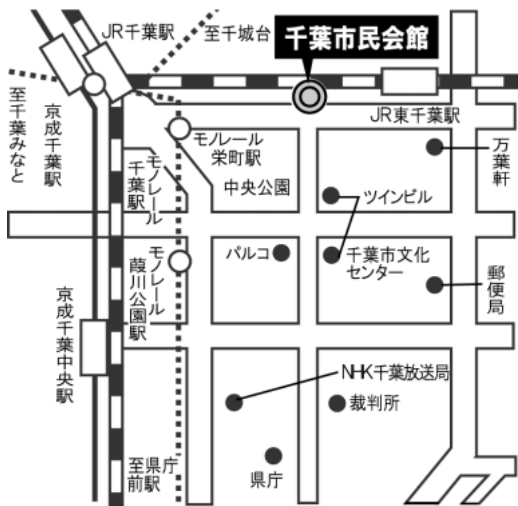 JR千葉駅
至千城台
千葉市民会館
JR東千葉駅
至千葉みなと
京成千葉駅
モノレール
千葉駅
モノレール
栄町駅
中央公園
万葉軒
ツインビル
パルコ
千葉市文化
センター
モノレール
葭川公園駅
郵便局
京成千葉中央駅
NHK千葉放送局
裁判所
至県庁
前駅
県庁